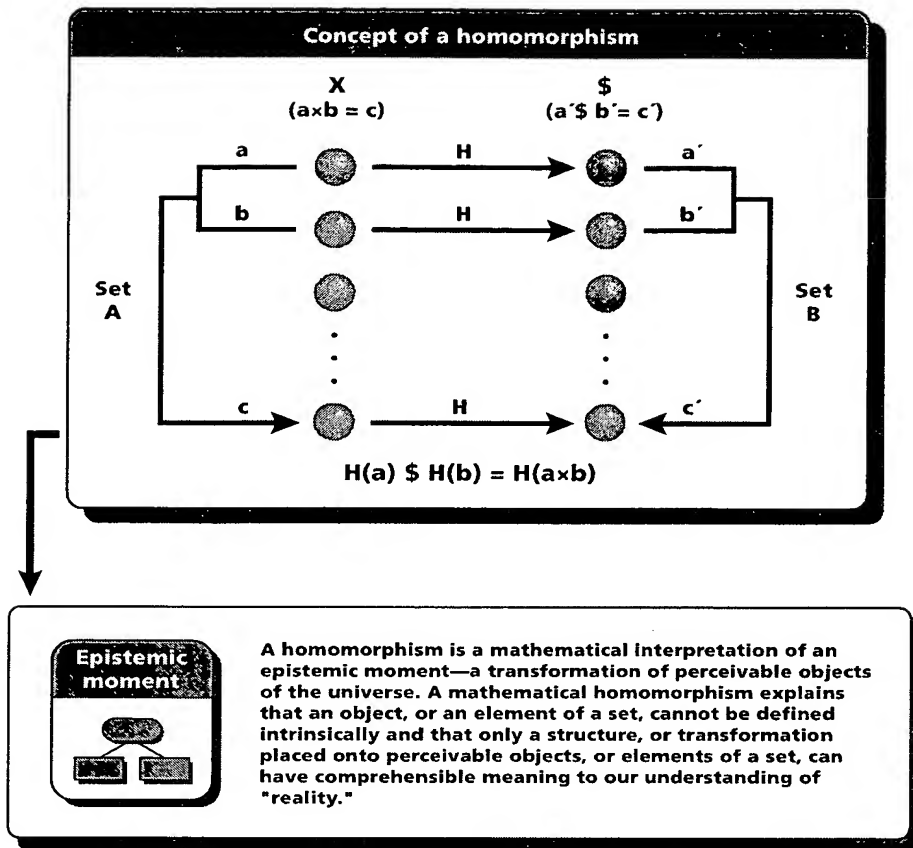 Concept of a homomorphism
X $
(a×b = c) (a´$ b´= c´)
a H a´
b H b´
Set Set
A B
c H c´
H(a) $ H(b) = H(a×b)
Epistemic
moment
A homomorphism is a mathematical interpretation of an
epistemic moment—a transformation of perceivable objects
of the universe. A mathematical homomorphism explains
that an object, or an element of a set, cannot be defined
intrinsically and that only a structure, or transformation
placed onto perceivable objects, or elements of a set, can
have comprehensible meaning to our understanding of
"reality."